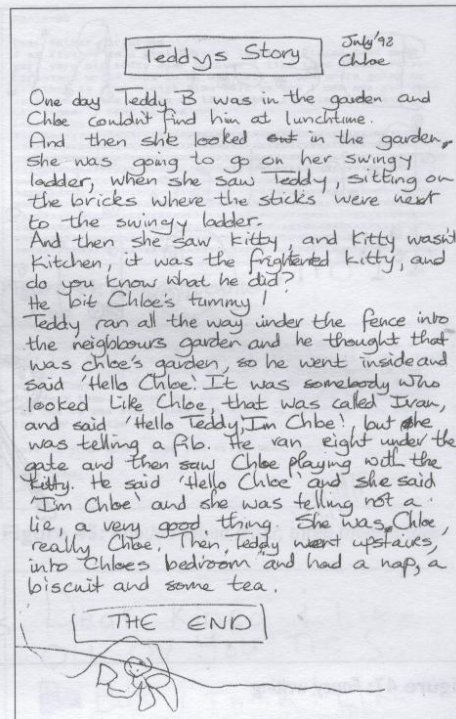 Teddys Story
July '92
Chloe
One day Teddy B was in the garden and
Chloe couldn't find him at lunchtime.
And then she looked out in the garden,
she was going to go on her swingy
ladder, when she saw Teddy, sitting on
the bricks where the sticks were next
to the swingy ladder.
And then she saw kitty, and Kitty wasn't
Kitchen, it was the frightened kitty, and
do you know what he did?
He bit Chloe's tummy!
Teddy ran all the way under the fence into
the neighbours garden and he thought that
was chloe's garden, so he went inside and
said 'Hello Chloe'. It was somebody who
looked like Chloe, that was called Ivan,
and said 'Hello Teddy, I'm Chloe', but she
was telling a fib. He ran right under the
gate and then saw Chloe playing with the
kitty. He said 'Hello Chloe' and she said
'I'm Chloe' and she was telling not a
lie, a very good thing. She was Chloe,
really Chloe. Then Teddy went upstairs,
into Chloes bedroom and had a nap, a
biscuit and some tea.
THE END